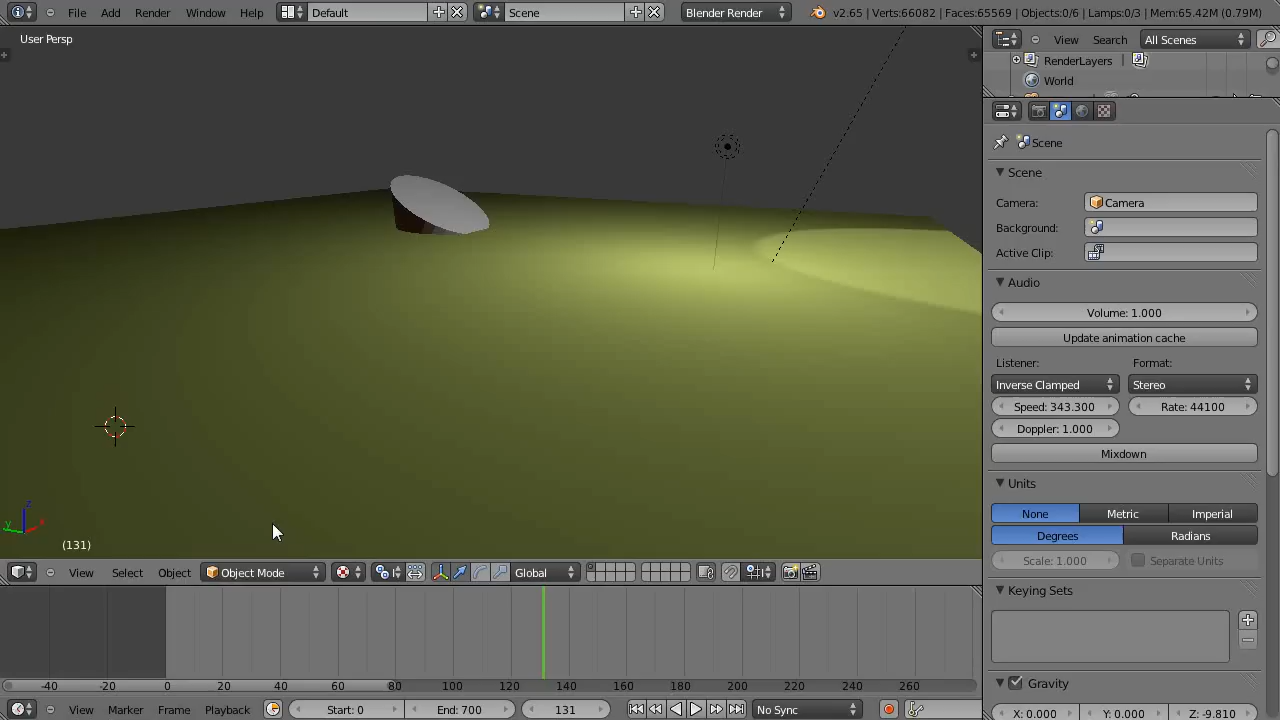 File Add Render Window Help Default Scene Blender Render v2.65 | Verts:66082 | Faces:65569 | Objects:0/6 | Lamps:0/3 | Mem:65.42M (0.79M)
User Persp
View Search All Scenes
RenderLayers |
World
Scene
Scene
Camera: Camera
Background:
Active Clip:
Audio
Volume: 1.000
Update animation cache
Listener: Format:
Inverse Clamped Stereo
Speed: 343.300 Rate: 44100
Doppler: 1.000
Mixdown
Units
None Metric Imperial
Degrees Radians
Scale: 1.000 Separate Units
Keying Sets
Gravity
X: 0.000 Y: 0.000 Z: -9.810
z
y x
(131)
View Select Object Object Mode Global
-40 -20 0 20 40 60 80 100 120 140 160 180 200 220 240 260
View Marker Frame Playback Start: 0 End: 700 131 No Sync